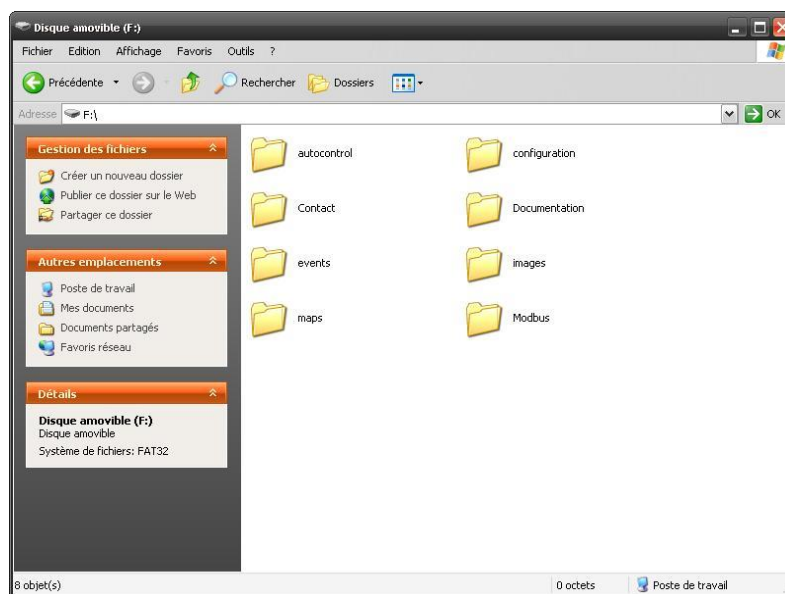 Disque amovible (F:)
Fichier Edition Affichage Favoris Outils ?
Précédente Rechercher Dossiers
Adresse F:\ OK
Gestion des fichiers
Créer un nouveau dossier
Publier ce dossier sur le Web
Partager ce dossier
Autres emplacements
Poste de travail
Mes documents
Documents partagés
Favoris réseau
Détails
Disque amovible (F:)
Disque amovible
Système de fichiers: FAT32
autocontrol configuration
Contact Documentation
events images
maps Modbus
8 objet(s) 0 octets Poste de travail